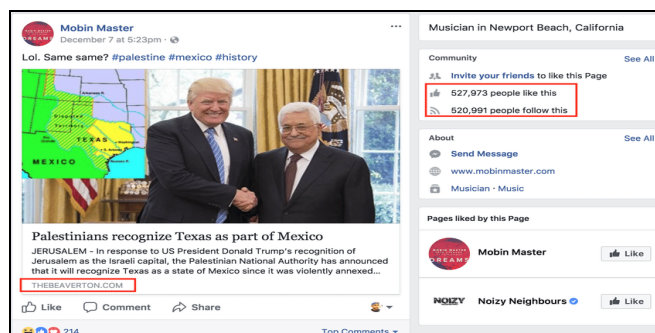 Mobin Master
December 7 at 5:23pm
Lol. Same same? #palestine #mexico #history
Disputed
Territory
TEXAS
MEXICO
Palestinians recognize Texas as part of Mexico
JERUSALEM – In response to US President Donald Trump's recognition of
Jerusalem as the Israeli capital, the Palestinian National Authority has announced
that it will recognize Texas as a state of Mexico since it was violently annexed...
THEBEAVERTON.COM
Like Comment Share
214 Top Comments
Musician in Newport Beach, California
Community See All
Invite your friends to like this Page
527,973 people like this
520,991 people follow this
About See All
Send Message
www.mobinmaster.com
Musician · Music
Pages liked by this Page
MOBIN MASTER
DREAMS
Mobin Master Like
NOIZY Noizy Neighbours Like